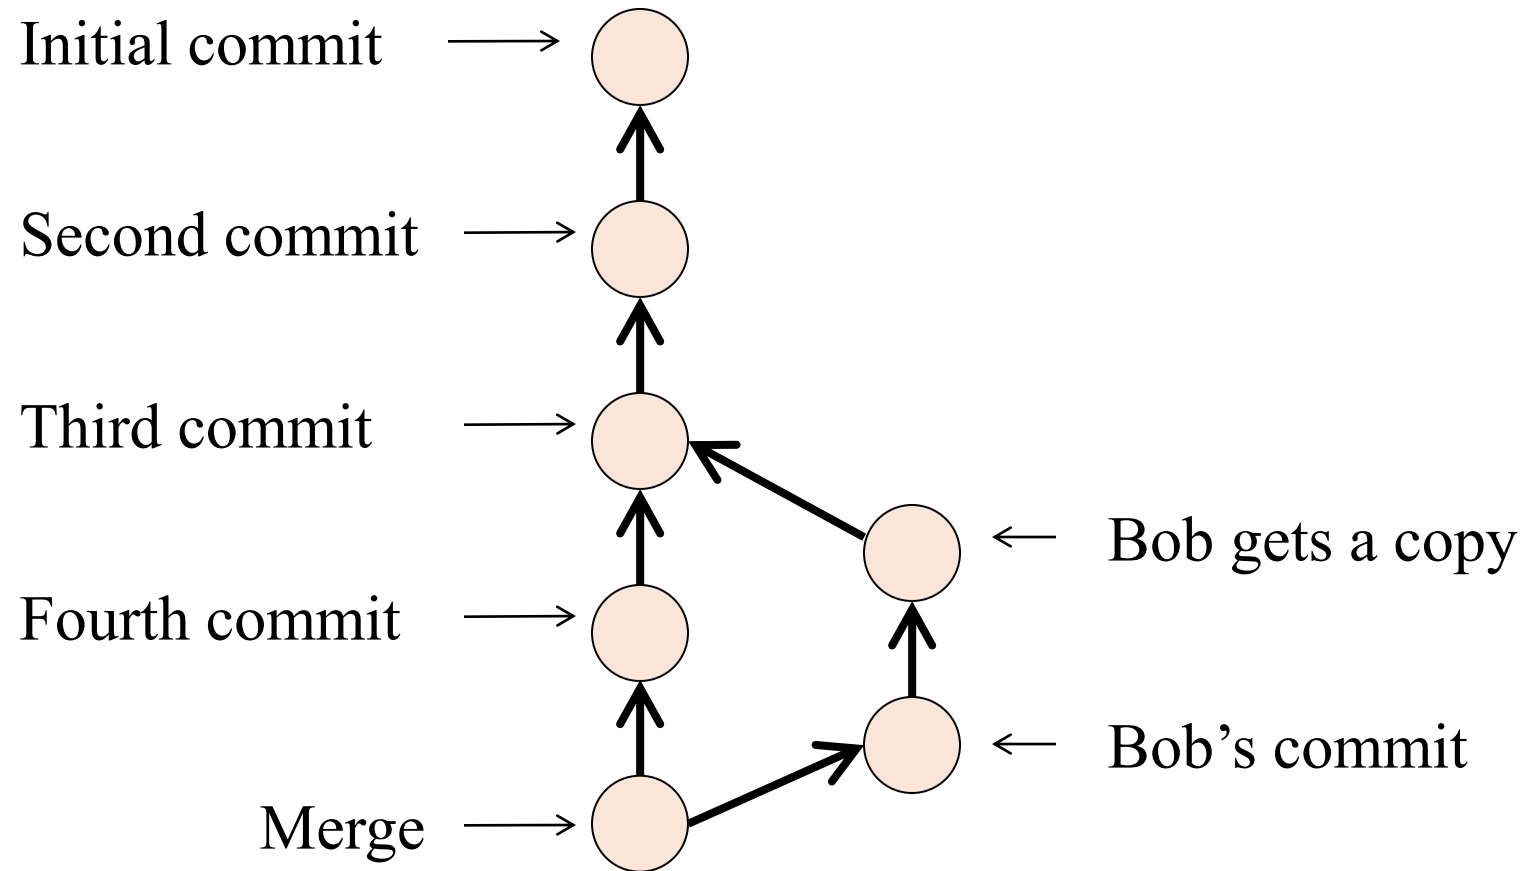 Initial commit
Second commit
Third commit
Bob gets a copy
Fourth commit
Bob’s commit
Merge